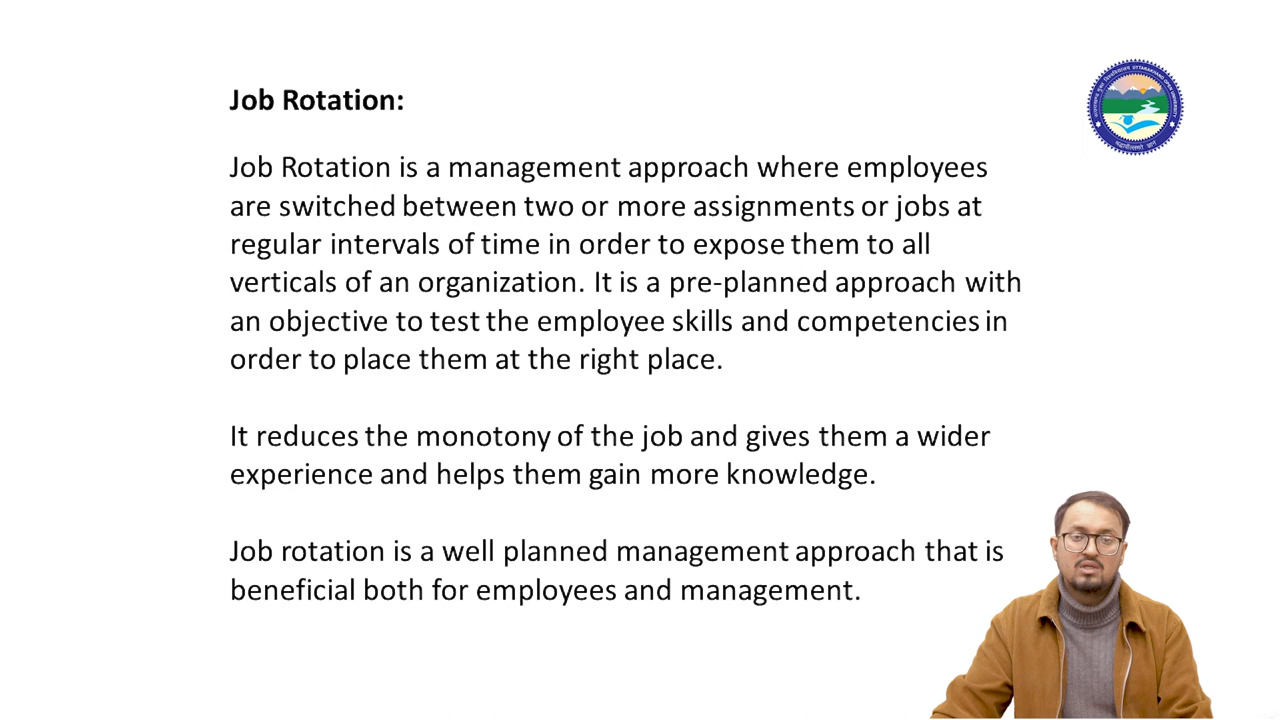 Job Rotation:
Job Rotation is a management approach where employees
are switched between two or more assignments or jobs at
regular intervals of time in order to expose them to all
verticals of an organization. It is a pre-planned approach with
an objective to test the employee skills and competencies in
order to place them at the right place.
It reduces the monotony of the job and gives them a wider
experience and helps them gain more knowledge.
Job rotation is a well planned management approach that is
beneficial both for employees and management.
UTTARAKHAND OPEN UNIVERSITY